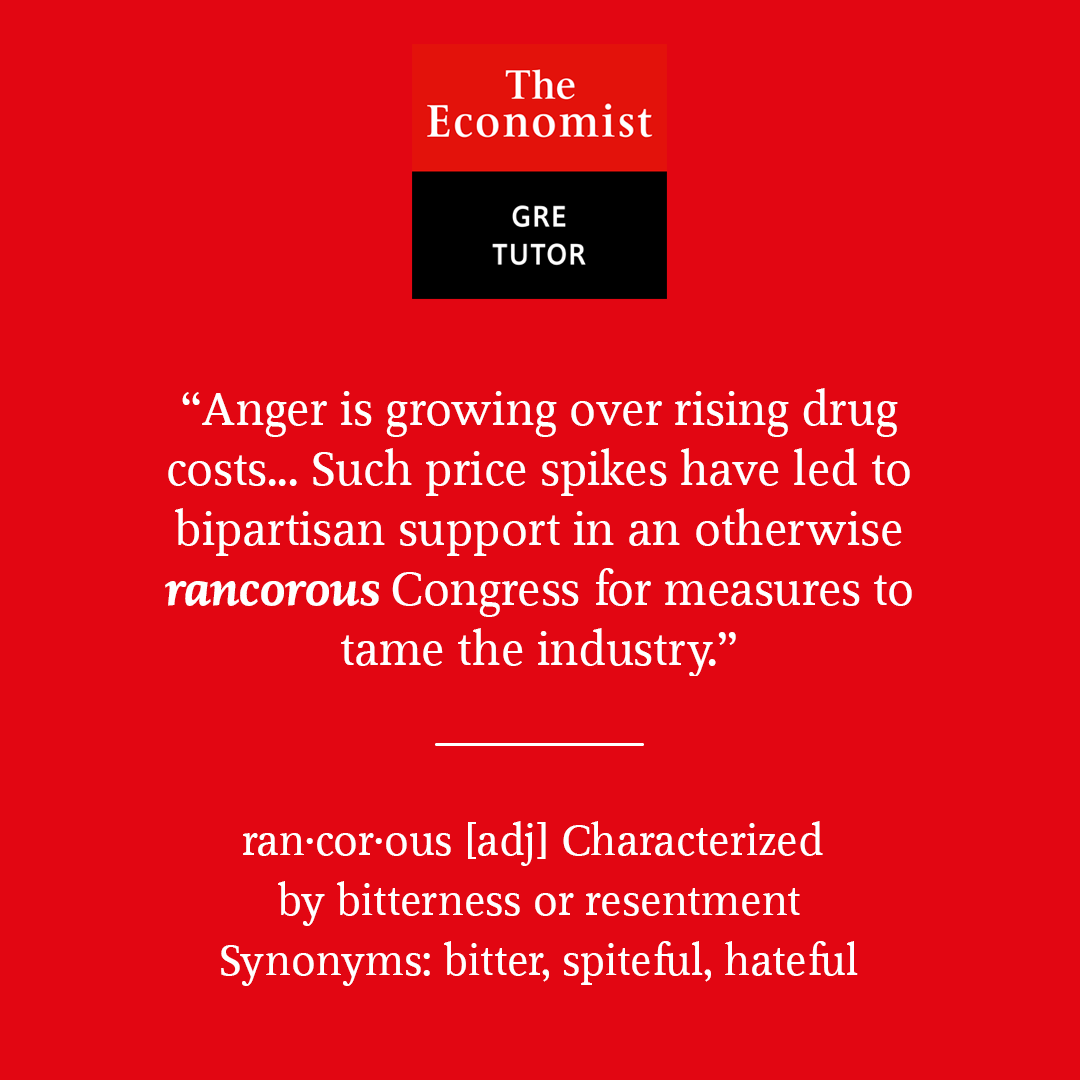 The
Economist
GRE
TUTOR
“Anger is growing over rising drug
costs... Such price spikes have led to
bipartisan support in an otherwise
rancorous Congress for measures to
tame the industry.”
ran·cor·ous [adj] Characterized
by bitterness or resentment
Synonyms: bitter, spiteful, hateful